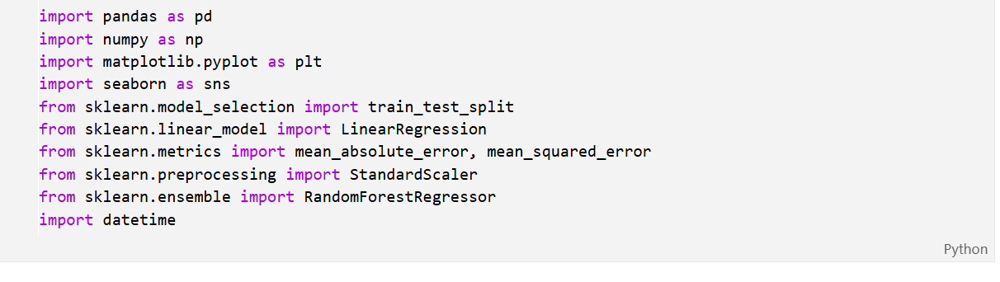 import pandas as pd
import numpy as np
import matplotlib.pyplot as plt
import seaborn as sns
from sklearn.model_selection import train_test_split
from sklearn.linear_model import LinearRegression
from sklearn.metrics import mean_absolute_error, mean_squared_error
from sklearn.preprocessing import StandardScaler
from sklearn.ensemble import RandomForestRegressor
import datetime
Python